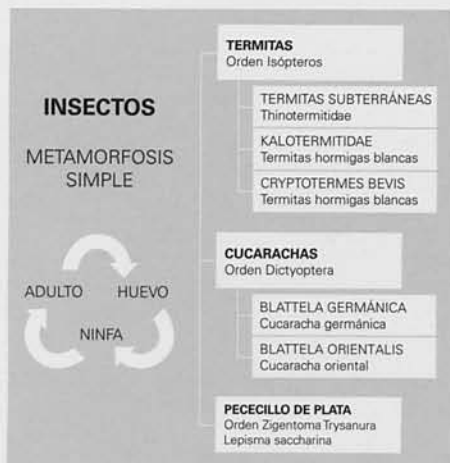 INSECTOS
METAMORFOSIS
SIMPLE
ADULTO
HUEVO
NINFA
TERMITAS
Orden Isópteros
TERMITAS SUBTERRÁNEAS
Thinotermitidae
KALOTERMITIDAE
Termitas hormigas blancas
CRYPTOTERMES BEVIS
Termitas hormigas blancas
CUCARACHAS
Orden Dictyoptera
BLATTELA GERMÁNICA
Cucaracha germánica
BLATTELA ORIENTALIS
Cucaracha oriental
PECECILLO DE PLATA
Orden Zigentoma Trysanura
Lepisma saccharina